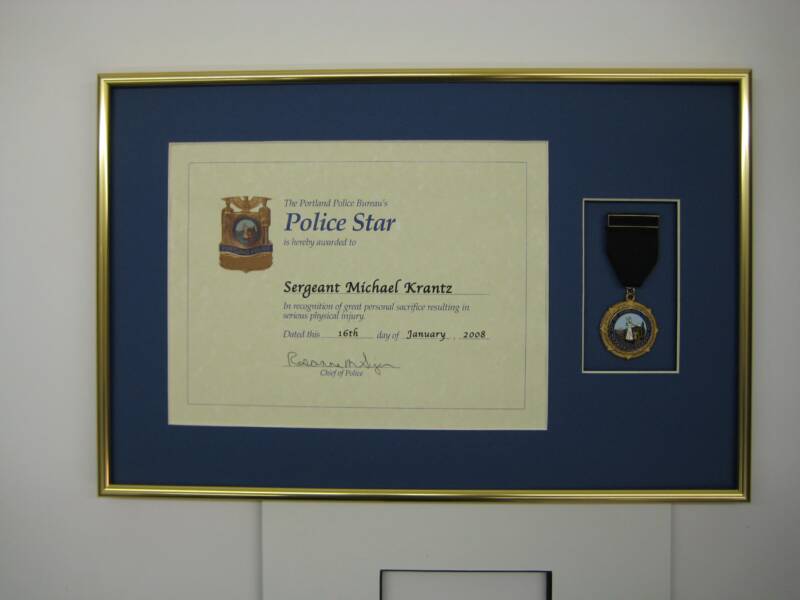 The Portland Police Bureau's
Police Star
is hereby awarded to
Sergeant Michael Krantz
In recognition of great personal sacrifice resulting in
serious physical injury.
Dated this 16th day of January, 2008
Chief of Police